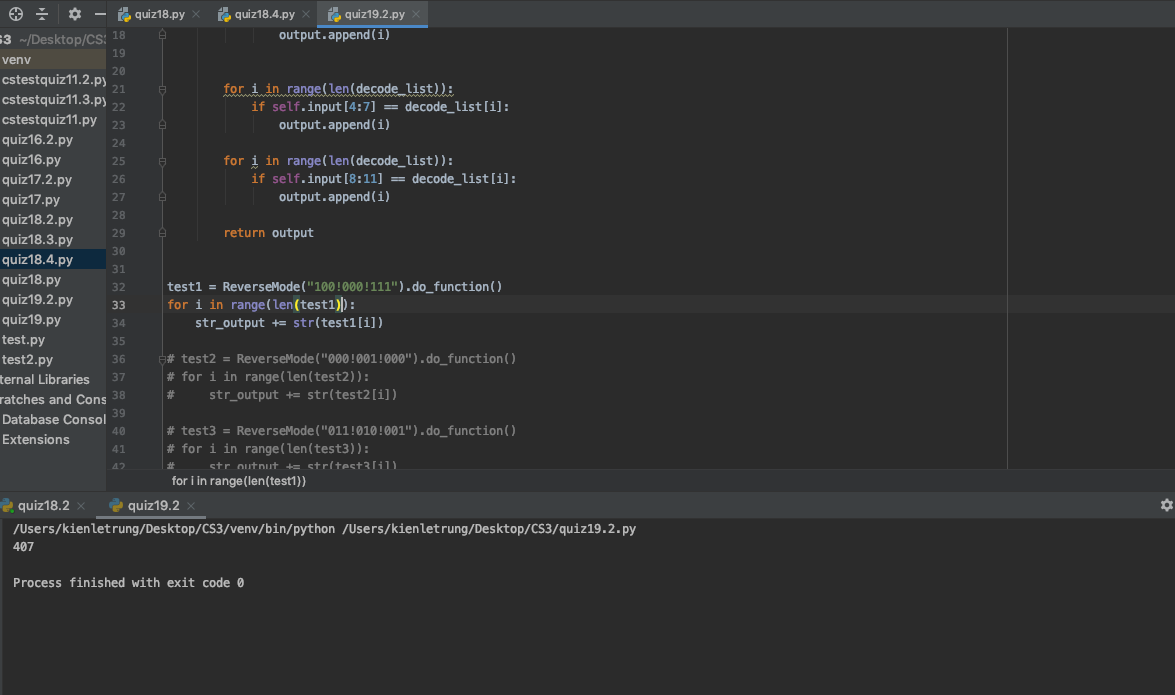 quiz18.py quiz18.4.py quiz19.2.py
S3 ~/Desktop/CS3
venv
cstestquiz11.2.py
cstestquiz11.3.py
cstestquiz11.py
quiz16.2.py
quiz16.py
quiz17.2.py
quiz17.py
quiz18.2.py
quiz18.3.py
quiz18.4.py
quiz18.py
quiz19.2.py
quiz19.py
test.py
test2.py
ternal Libraries
ratches and Cons
Database Consol
Extensions
18 output.append(i)
19
20
21 for i in range(len(decode_list)):
22 if self.input[4:7] == decode_list[i]:
23 output.append(i)
24
25 for i in range(len(decode_list)):
26 if self.input[8:11] == decode_list[i]:
27 output.append(i)
28
29 return output
30
31
32 test1 = ReverseMode("100!000!111").do_function()
33 for i in range(len(test1)):
34 str_output += str(test1[i])
35
36 # test2 = ReverseMode("000!001!000").do_function()
37 # for i in range(len(test2)):
38 #     str_output += str(test2[i])
39
40 # test3 = ReverseMode("011!010!001").do_function()
41 # for i in range(len(test3)):
42 #     str_output += str(test3[i])
for i in range(len(test1))
quiz18.2 quiz19.2
/Users/kienletrung/Desktop/CS3/venv/bin/python /Users/kienletrung/Desktop/CS3/quiz19.2.py
407
Process finished with exit code 0